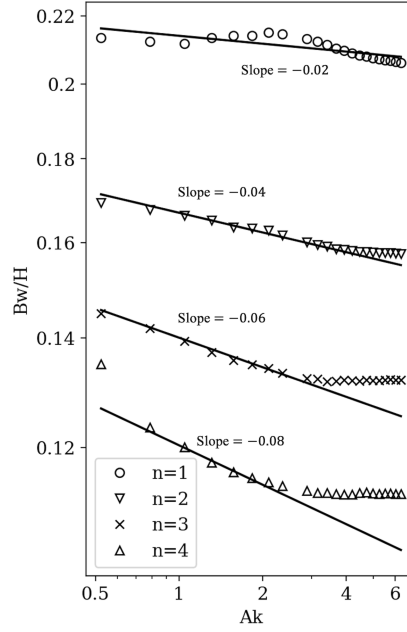 0.22
Slope = −0.02
0.2
0.18
Slope = −0.04
0.16
Bw/H
Slope = −0.06
0.14
Slope = −0.08
0.12
n=1
n=2
n=3
n=4
0.5 1 2 4 6
Ak